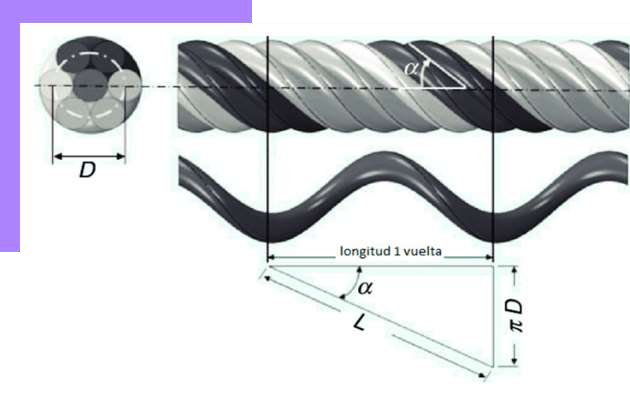 α
D
longitud 1 vuelta
α
L
π D